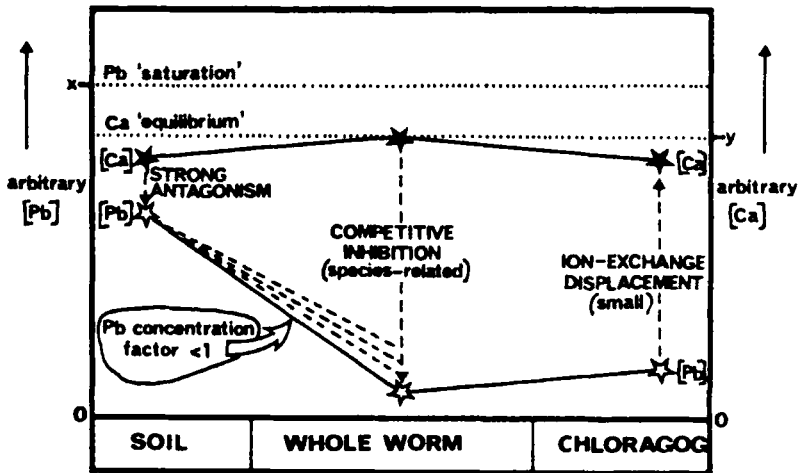 Pb 'saturation'
x
Ca 'equilibrium'
y
[Ca]
[Ca]
STRONG
ANTAGONISM
arbitrary
[Pb]
arbitrary
[Ca]
[Pb]
COMPETITIVE
INHIBITION
(species-related)
ION-EXCHANGE
DISPLACEMENT
(small)
Pb concentration
factor <1
[Pb]
0
0
SOIL
WHOLE WORM
CHLORAGOG